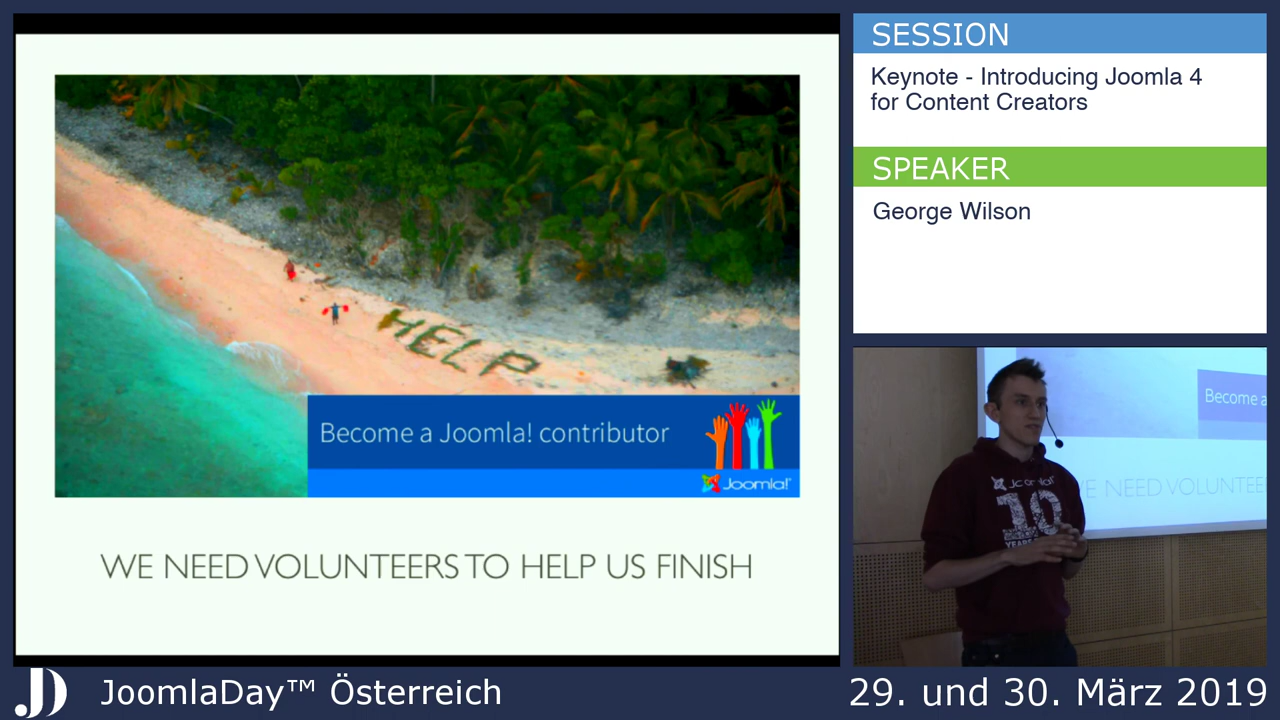 HELP
Become a Joomla! contributor
Joomla!
WE NEED VOLUNTEERS TO HELP US FINISH
SESSION
Keynote - Introducing Joomla 4
for Content Creators
SPEAKER
George Wilson
Become a
WE NEED VOLUNTEE
Joomla!
10
YEARS
JoomlaDay™ Österreich
29. und 30. März 2019